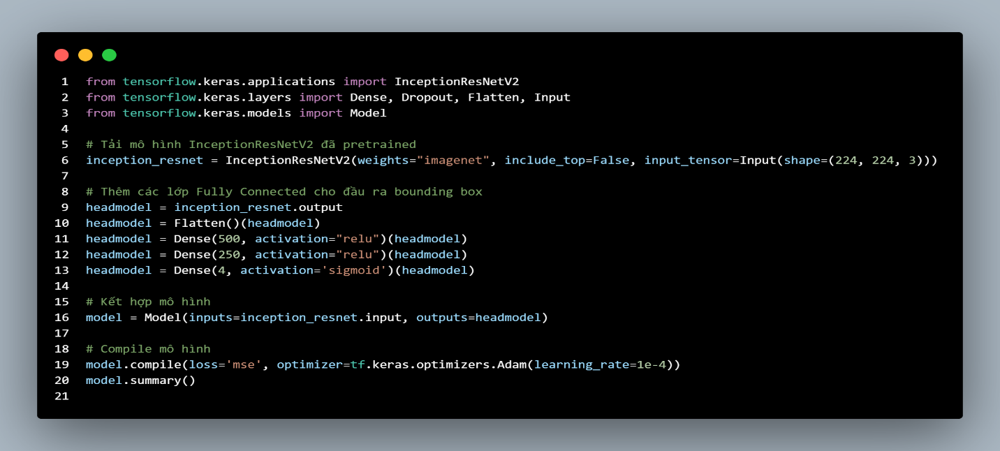 1 from tensorflow.keras.applications import InceptionResNetV2
2 from tensorflow.keras.layers import Dense, Dropout, Flatten, Input
3 from tensorflow.keras.models import Model
4
5 # Tải mô hình InceptionResNetV2 đã pretrained
6 inception_resnet = InceptionResNetV2(weights="imagenet", include_top=False, input_tensor=Input(shape=(224, 224, 3)))
7
8 # Thêm các lớp Fully Connected cho đầu ra bounding box
9 headmodel = inception_resnet.output
10 headmodel = Flatten()(headmodel)
11 headmodel = Dense(500, activation="relu")(headmodel)
12 headmodel = Dense(250, activation="relu")(headmodel)
13 headmodel = Dense(4, activation='sigmoid')(headmodel)
14
15 # Kết hợp mô hình
16 model = Model(inputs=inception_resnet.input, outputs=headmodel)
17
18 # Compile mô hình
19 model.compile(loss='mse', optimizer=tf.keras.optimizers.Adam(learning_rate=1e-4))
20 model.summary()
21